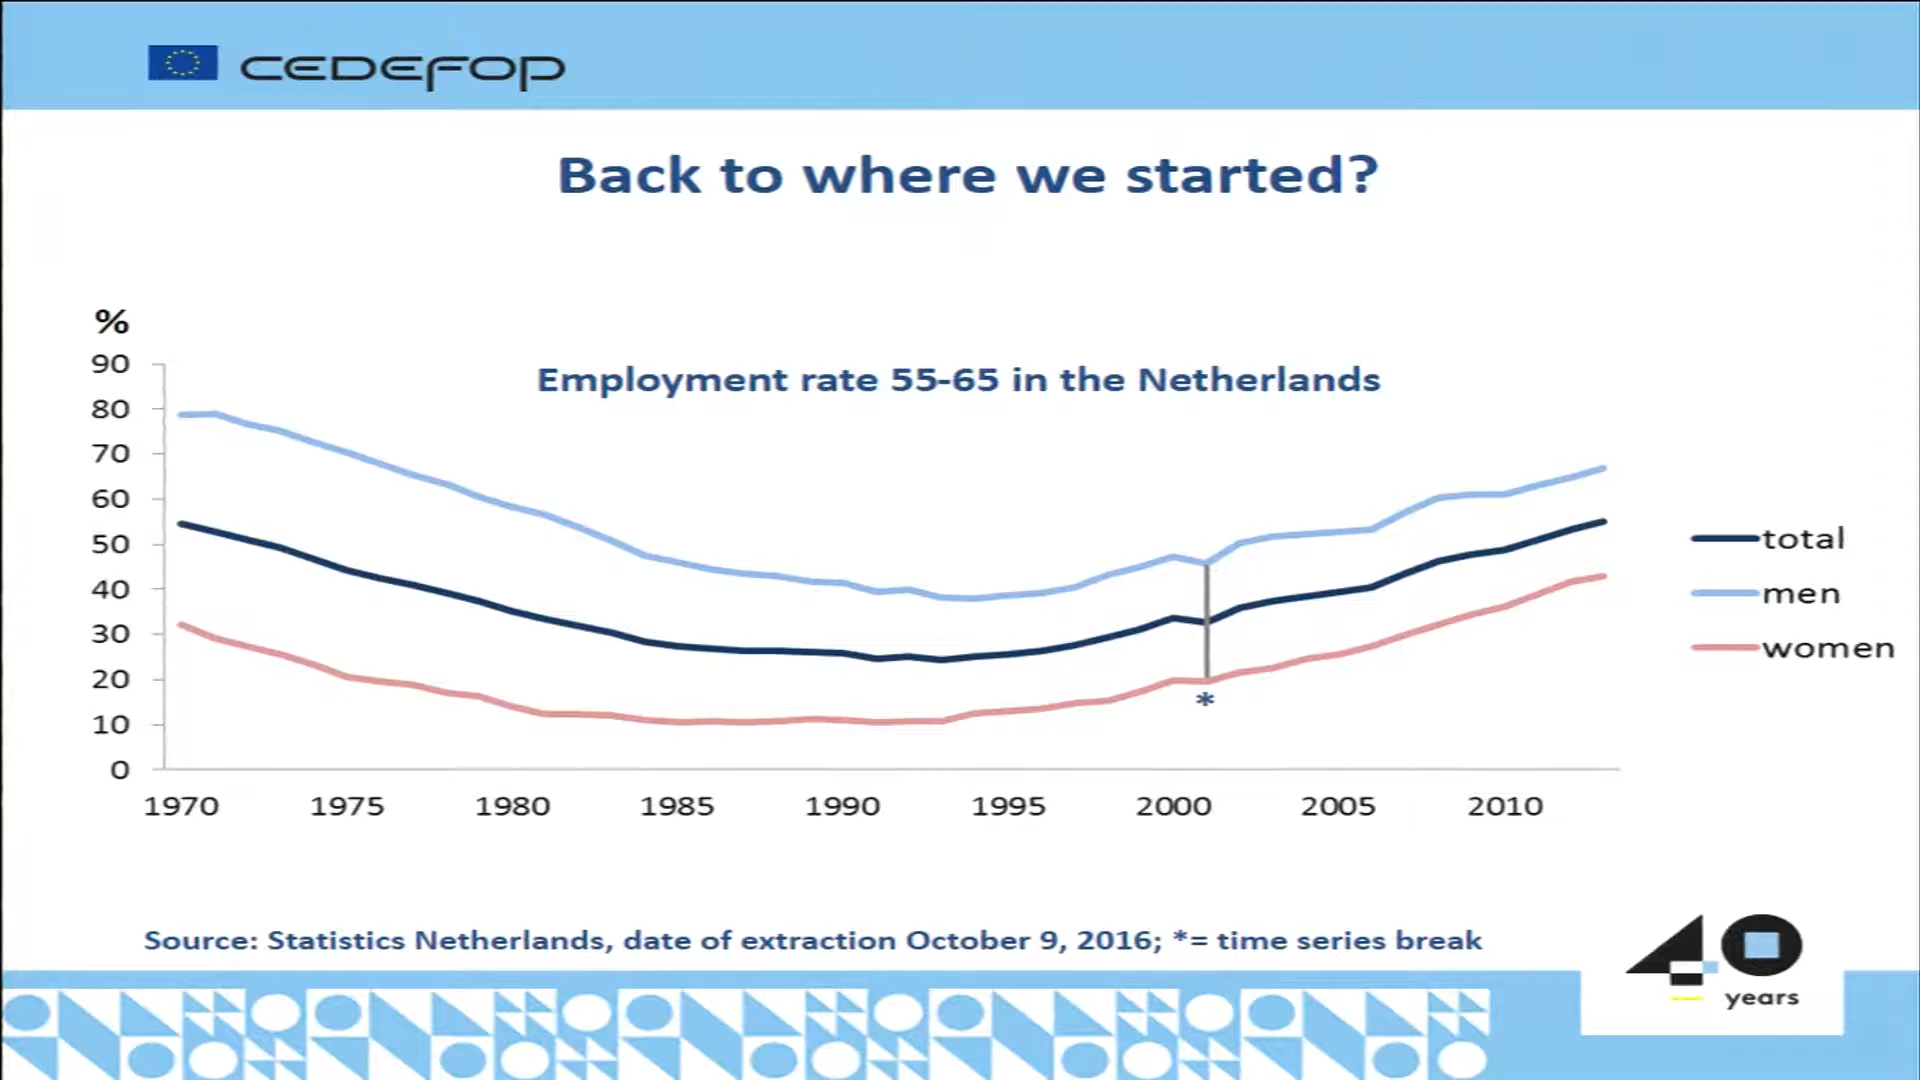 CEDEFOP
Back to where we started?
%
Employment rate 55-65 in the Netherlands
90
80
70
60
50
40
30
20
10
0
*
1970 1975 1980 1985 1990 1995 2000 2005 2010
total
men
women
Source: Statistics Netherlands, date of extraction October 9, 2016; *= time series break
40
years